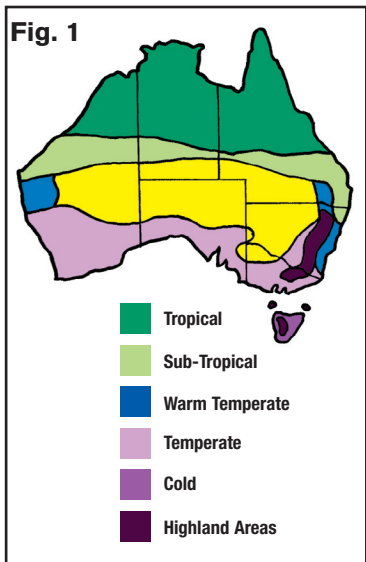 Fig. 1
Tropical
Sub-Tropical
Warm Temperate
Temperate
Cold
Highland Areas